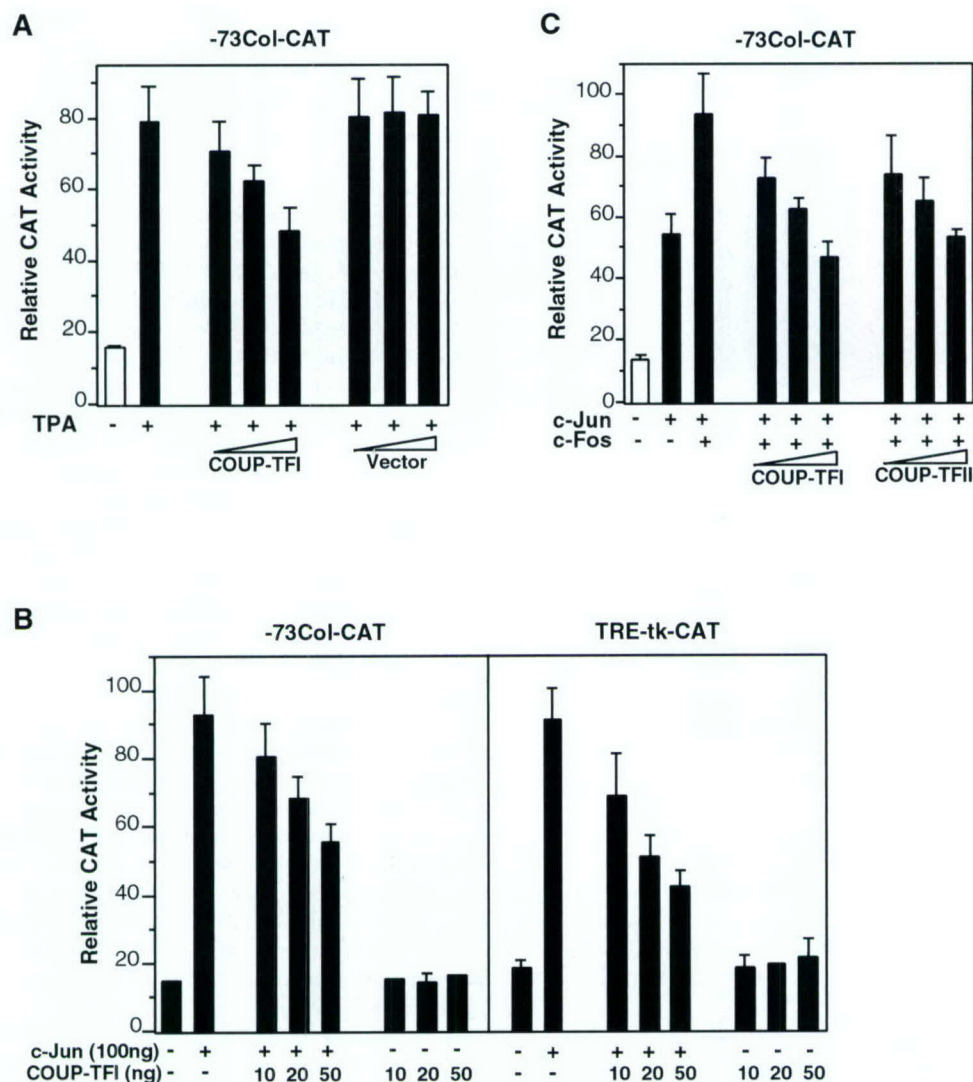 A
-73Col-CAT
Relative CAT Activity
80
60
40
20
0
TPA - + + + + + + +
COUP-TFI Vector
C
-73Col-CAT
Relative CAT Activity
100
80
60
40
20
0
c-Jun - + + + + + + + +
c-Fos - - + + + + + + +
COUP-TFI COUP-TFII
B
-73Col-CAT TRE-tk-CAT
Relative CAT Activity
100
80
60
40
20
0
c-Jun (100ng) - + + + + - - - - + + + + - - -
COUP-TFI (ng) - - 10 20 50 10 20 50 - - 10 20 50 10 20 50